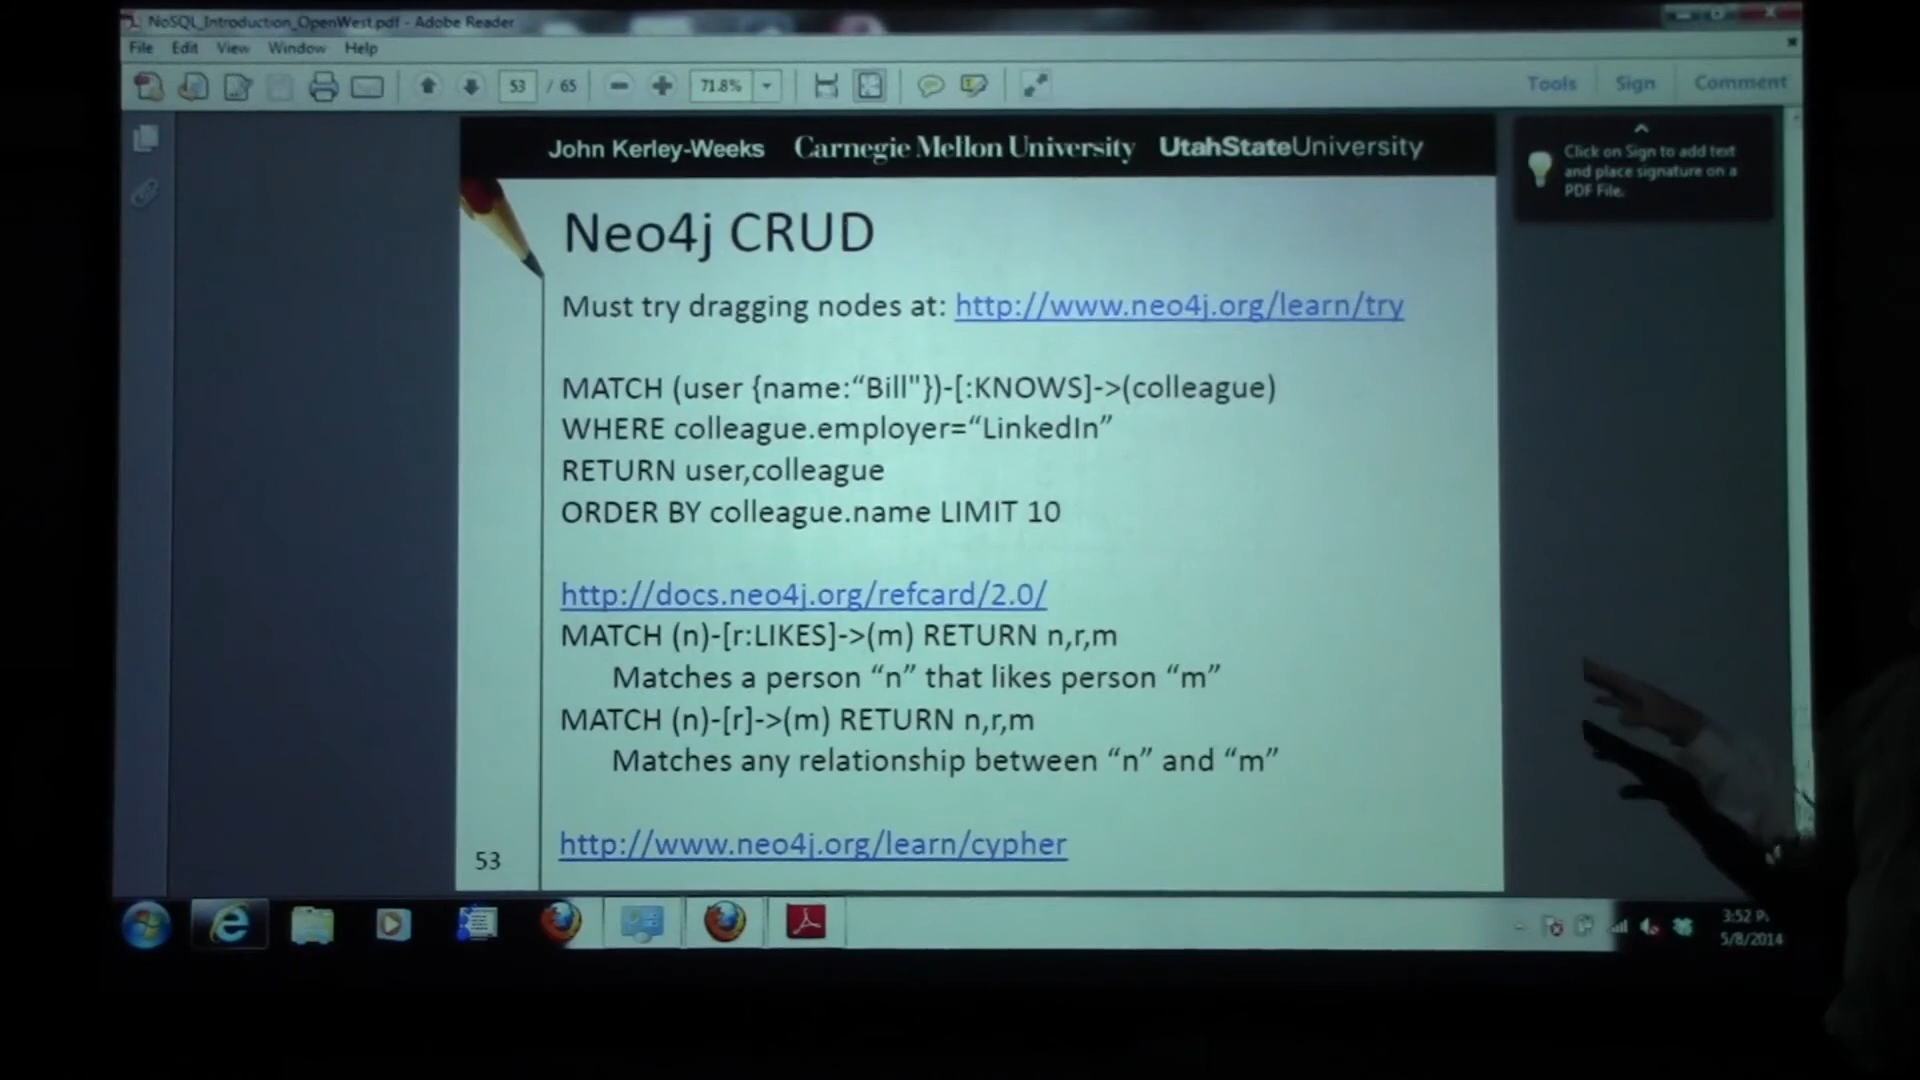 NoSQL_Introduction_OpenWest.pdf - Adobe Reader
File Edit View Window Help
53 / 65 71.8% Tools Sign Comment
John Kerley-Weeks Carnegie Mellon University UtahStateUniversity
Click on Sign to add text
and place signature on a
PDF File.
Neo4j CRUD
Must try dragging nodes at: http://www.neo4j.org/learn/try
MATCH (user {name:“Bill"})-[:KNOWS]->(colleague)
WHERE colleague.employer=“LinkedIn”
RETURN user,colleague
ORDER BY colleague.name LIMIT 10
http://docs.neo4j.org/refcard/2.0/
MATCH (n)-[r:LIKES]->(m) RETURN n,r,m
Matches a person “n” that likes person “m”
MATCH (n)-[r]->(m) RETURN n,r,m
Matches any relationship between “n” and “m”
http://www.neo4j.org/learn/cypher
53
3:52 P
5/8/2014